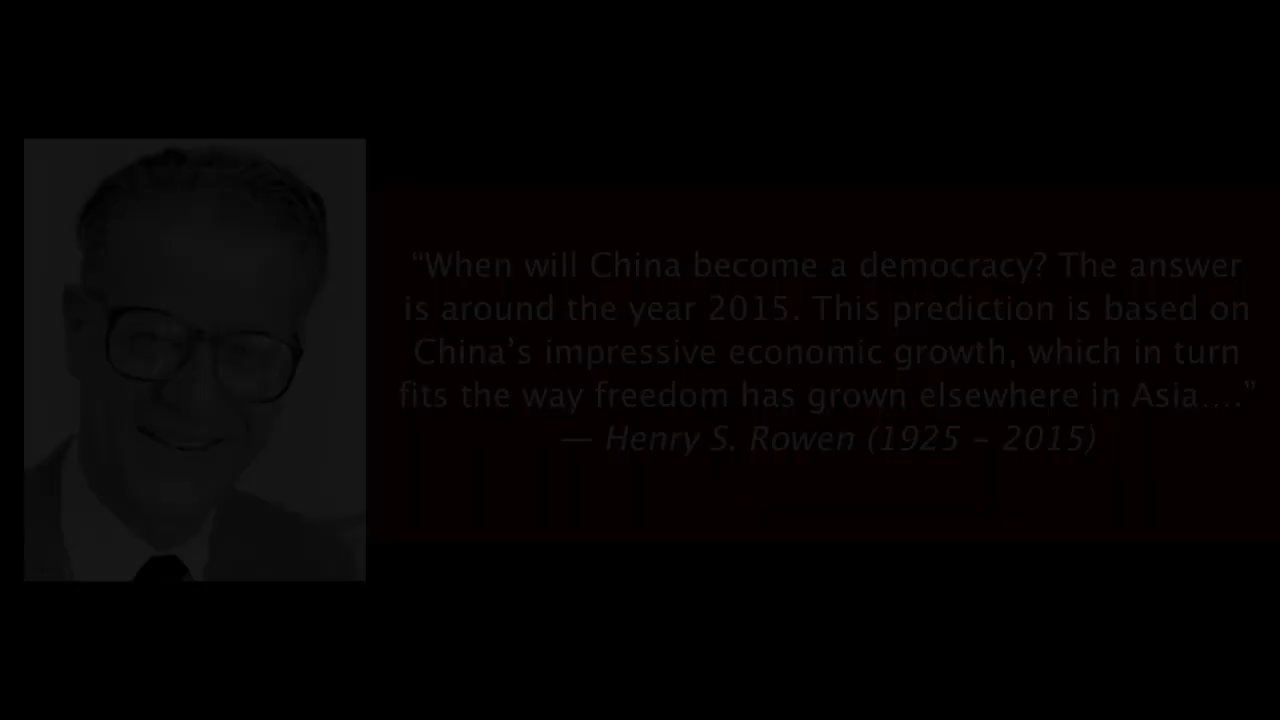 “When will China become a democracy? The answer
is around the year 2015. This prediction is based on
China’s impressive economic growth, which in turn
fits the way freedom has grown elsewhere in Asia....”
— Henry S. Rowen (1925 – 2015)